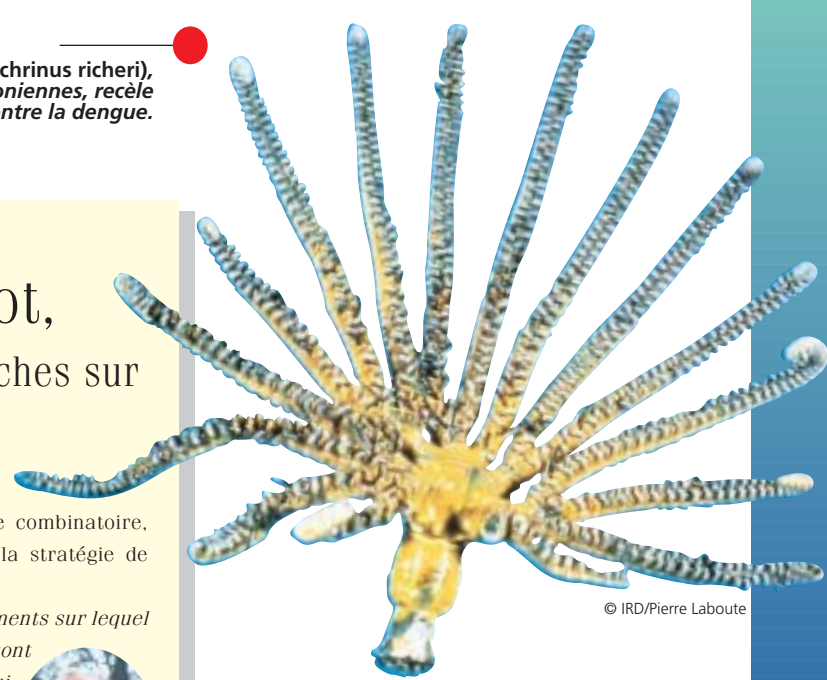 chrinus richeri),
oniennes, recèle
ntre la dengue.
ot,
ches sur
e combinatoire,
la stratégie de
ments sur lequel
ont
© IRD/Pierre Laboute